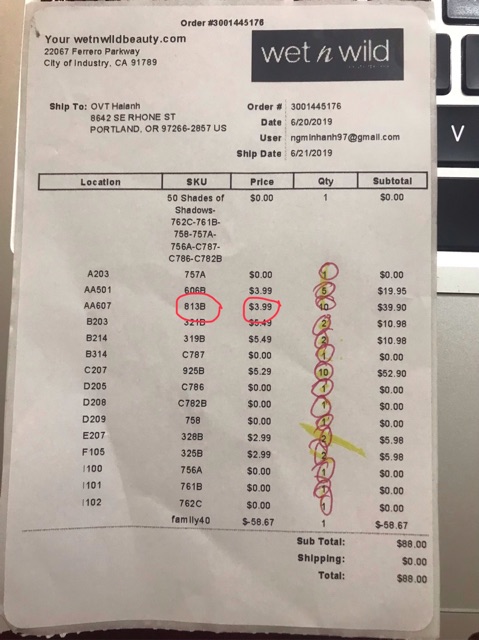 Order #3001445176
Your wetnwildbeauty.com
22067 Ferrero Parkway
City of Industry, CA 91789
wet n wild
Ship To: OVT Halanh
8642 SE RHONE ST
PORTLAND, OR 97266-2857 US
Order # 3001445176
Date 6/20/2019
User ngminhanh97@gmail.com
Ship Date 6/21/2019
Location SKU Price Qty Subtotal
50 Shades of $0.00 1 $0.00
Shadows-
762C-761B-
758-757A-
756A-C787-
C786-C782B
A203 757A $0.00 1 $0.00
AA501 606B $3.99 5 $19.95
AA607 813B $3.99 10 $39.90
B203 321B $5.49 2 $10.98
B214 319B $5.49 2 $10.98
B314 C787 $0.00 1 $0.00
C207 925B $5.29 10 $52.90
D205 C786 $0.00 1 $0.00
D208 C782B $0.00 1 $0.00
D209 758 $0.00 1 $0.00
E207 328B $2.99 2 $5.98
F105 325B $2.99 2 $5.98
I100 756A $0.00 1 $0.00
I101 761B $0.00 1 $0.00
I102 762C $0.00 1 $0.00
family40 $-58.67 1 $-58.67
Sub Total: $88.00
Shipping: $0.00
Total: $88.00
V